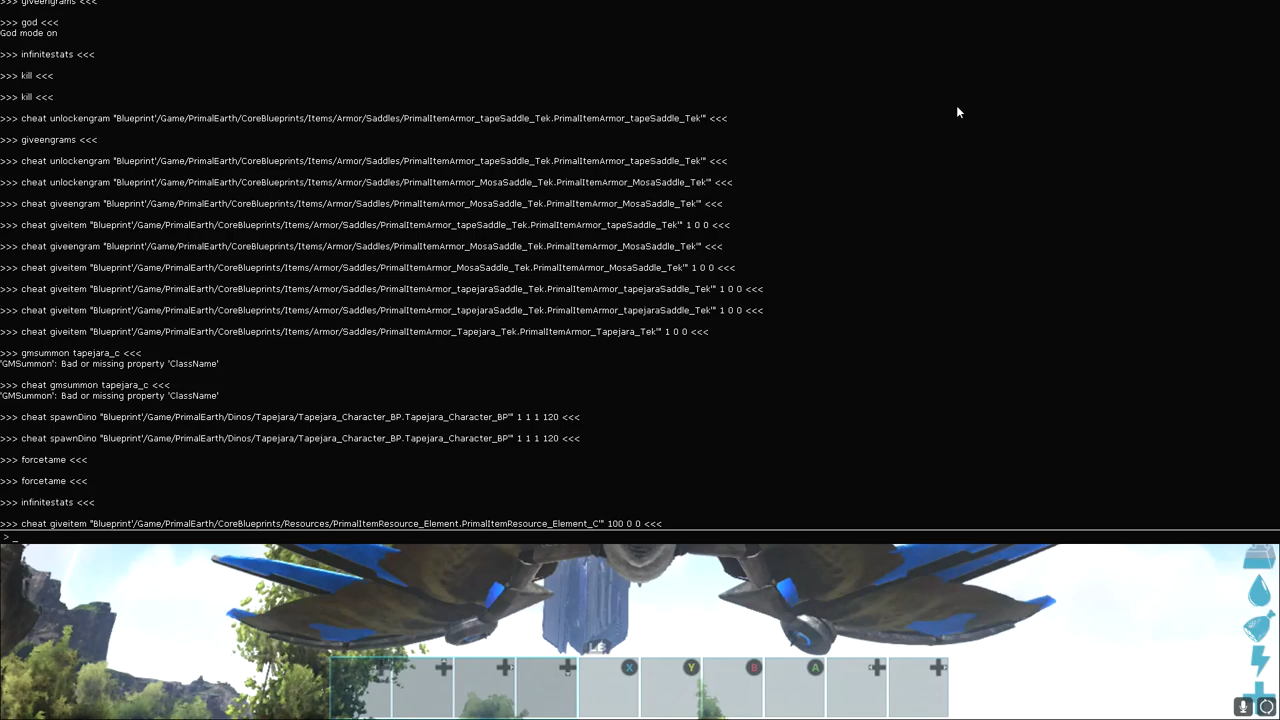 >>> giveengrams <<<
>>> god <<<
God mode on
>>> infinitestats <<<
>>> kill <<<
>>> kill <<<
>>> cheat unlockengram "Blueprint'/Game/PrimalEarth/CoreBlueprints/Items/Armor/Saddles/PrimalItemArmor_tapeSaddle_Tek.PrimalItemArmor_tapeSaddle_Tek'" <<<
>>> giveengrams <<<
>>> cheat unlockengram "Blueprint'/Game/PrimalEarth/CoreBlueprints/Items/Armor/Saddles/PrimalItemArmor_tapeSaddle_Tek.PrimalItemArmor_tapeSaddle_Tek'" <<<
>>> cheat unlockengram "Blueprint'/Game/PrimalEarth/CoreBlueprints/Items/Armor/Saddles/PrimalItemArmor_MosaSaddle_Tek.PrimalItemArmor_MosaSaddle_Tek'" <<<
>>> cheat giveengram "Blueprint'/Game/PrimalEarth/CoreBlueprints/Items/Armor/Saddles/PrimalItemArmor_MosaSaddle_Tek.PrimalItemArmor_MosaSaddle_Tek'" <<<
>>> cheat giveitem "Blueprint'/Game/PrimalEarth/CoreBlueprints/Items/Armor/Saddles/PrimalItemArmor_tapeSaddle_Tek.PrimalItemArmor_tapeSaddle_Tek'" 1 0 0 <<<
>>> cheat giveengram "Blueprint'/Game/PrimalEarth/CoreBlueprints/Items/Armor/Saddles/PrimalItemArmor_MosaSaddle_Tek.PrimalItemArmor_MosaSaddle_Tek'" <<<
>>> cheat giveitem "Blueprint'/Game/PrimalEarth/CoreBlueprints/Items/Armor/Saddles/PrimalItemArmor_MosaSaddle_Tek.PrimalItemArmor_MosaSaddle_Tek'" 1 0 0 <<<
>>> cheat giveitem "Blueprint'/Game/PrimalEarth/CoreBlueprints/Items/Armor/Saddles/PrimalItemArmor_tapejaraSaddle_Tek.PrimalItemArmor_tapejaraSaddle_Tek'" 1 0 0 <<<
>>> cheat giveitem "Blueprint'/Game/PrimalEarth/CoreBlueprints/Items/Armor/Saddles/PrimalItemArmor_tapejaraSaddle_Tek.PrimalItemArmor_tapejaraSaddle_Tek'" 1 0 0 <<<
>>> cheat giveitem "Blueprint'/Game/PrimalEarth/CoreBlueprints/Items/Armor/Saddles/PrimalItemArmor_Tapejara_Tek.PrimalItemArmor_Tapejara_Tek'" 1 0 0 <<<
>>> gmsummon tapejara_c <<<
'GMSummon': Bad or missing property 'ClassName'
>>> cheat gmsummon tapejara_c <<<
'GMSummon': Bad or missing property 'ClassName'
>>> cheat spawnDino "Blueprint'/Game/PrimalEarth/Dinos/Tapejara/Tapejara_Character_BP.Tapejara_Character_BP'" 1 1 1 120 <<<
>>> cheat spawnDino "Blueprint'/Game/PrimalEarth/Dinos/Tapejara/Tapejara_Character_BP.Tapejara_Character_BP'" 1 1 1 120 <<<
>>> forcetame <<<
>>> forcetame <<<
>>> infinitestats <<<
>>> cheat giveitem "Blueprint'/Game/PrimalEarth/CoreBlueprints/Resources/PrimalItemResource_Element.PrimalItemResource_Element_C'" 100 0 0 <<<
> _
X Y B A